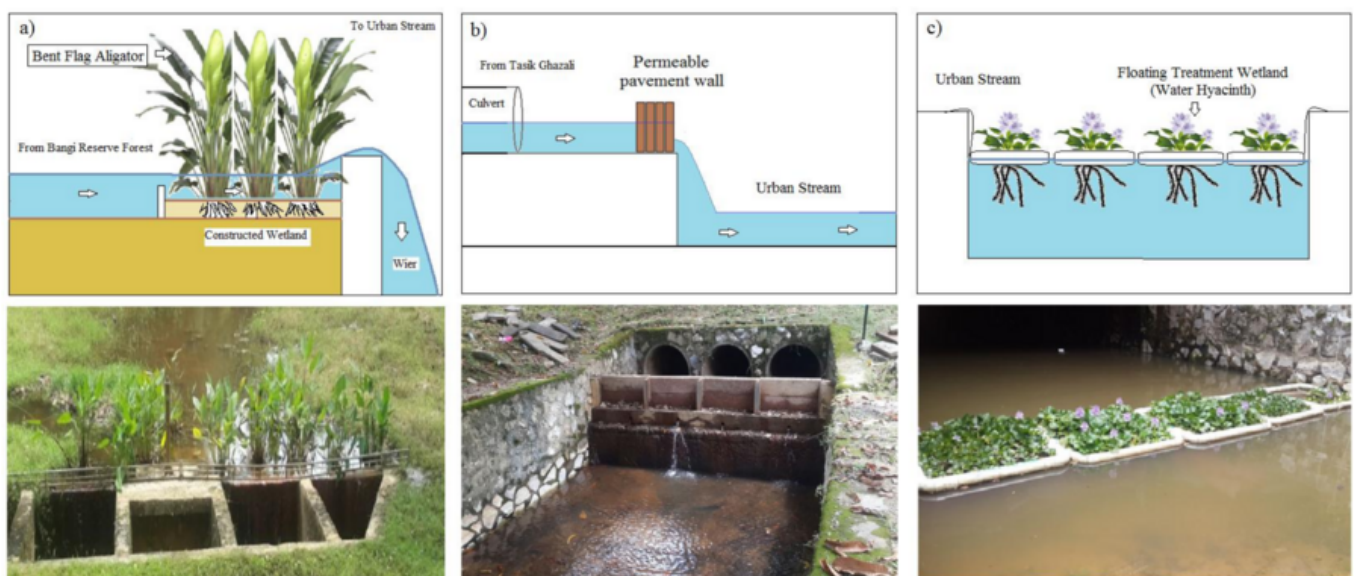 a)
To Urban Stream
Bent Flag Aligator
From Bangi Reserve Forest
Constructed Wetland
Wier
b)
From Tasik Ghazali
Permeable
pavement wall
Culvert
Urban Stream
c)
Urban Stream
Floating Treatment Wetland
(Water Hyacinth)